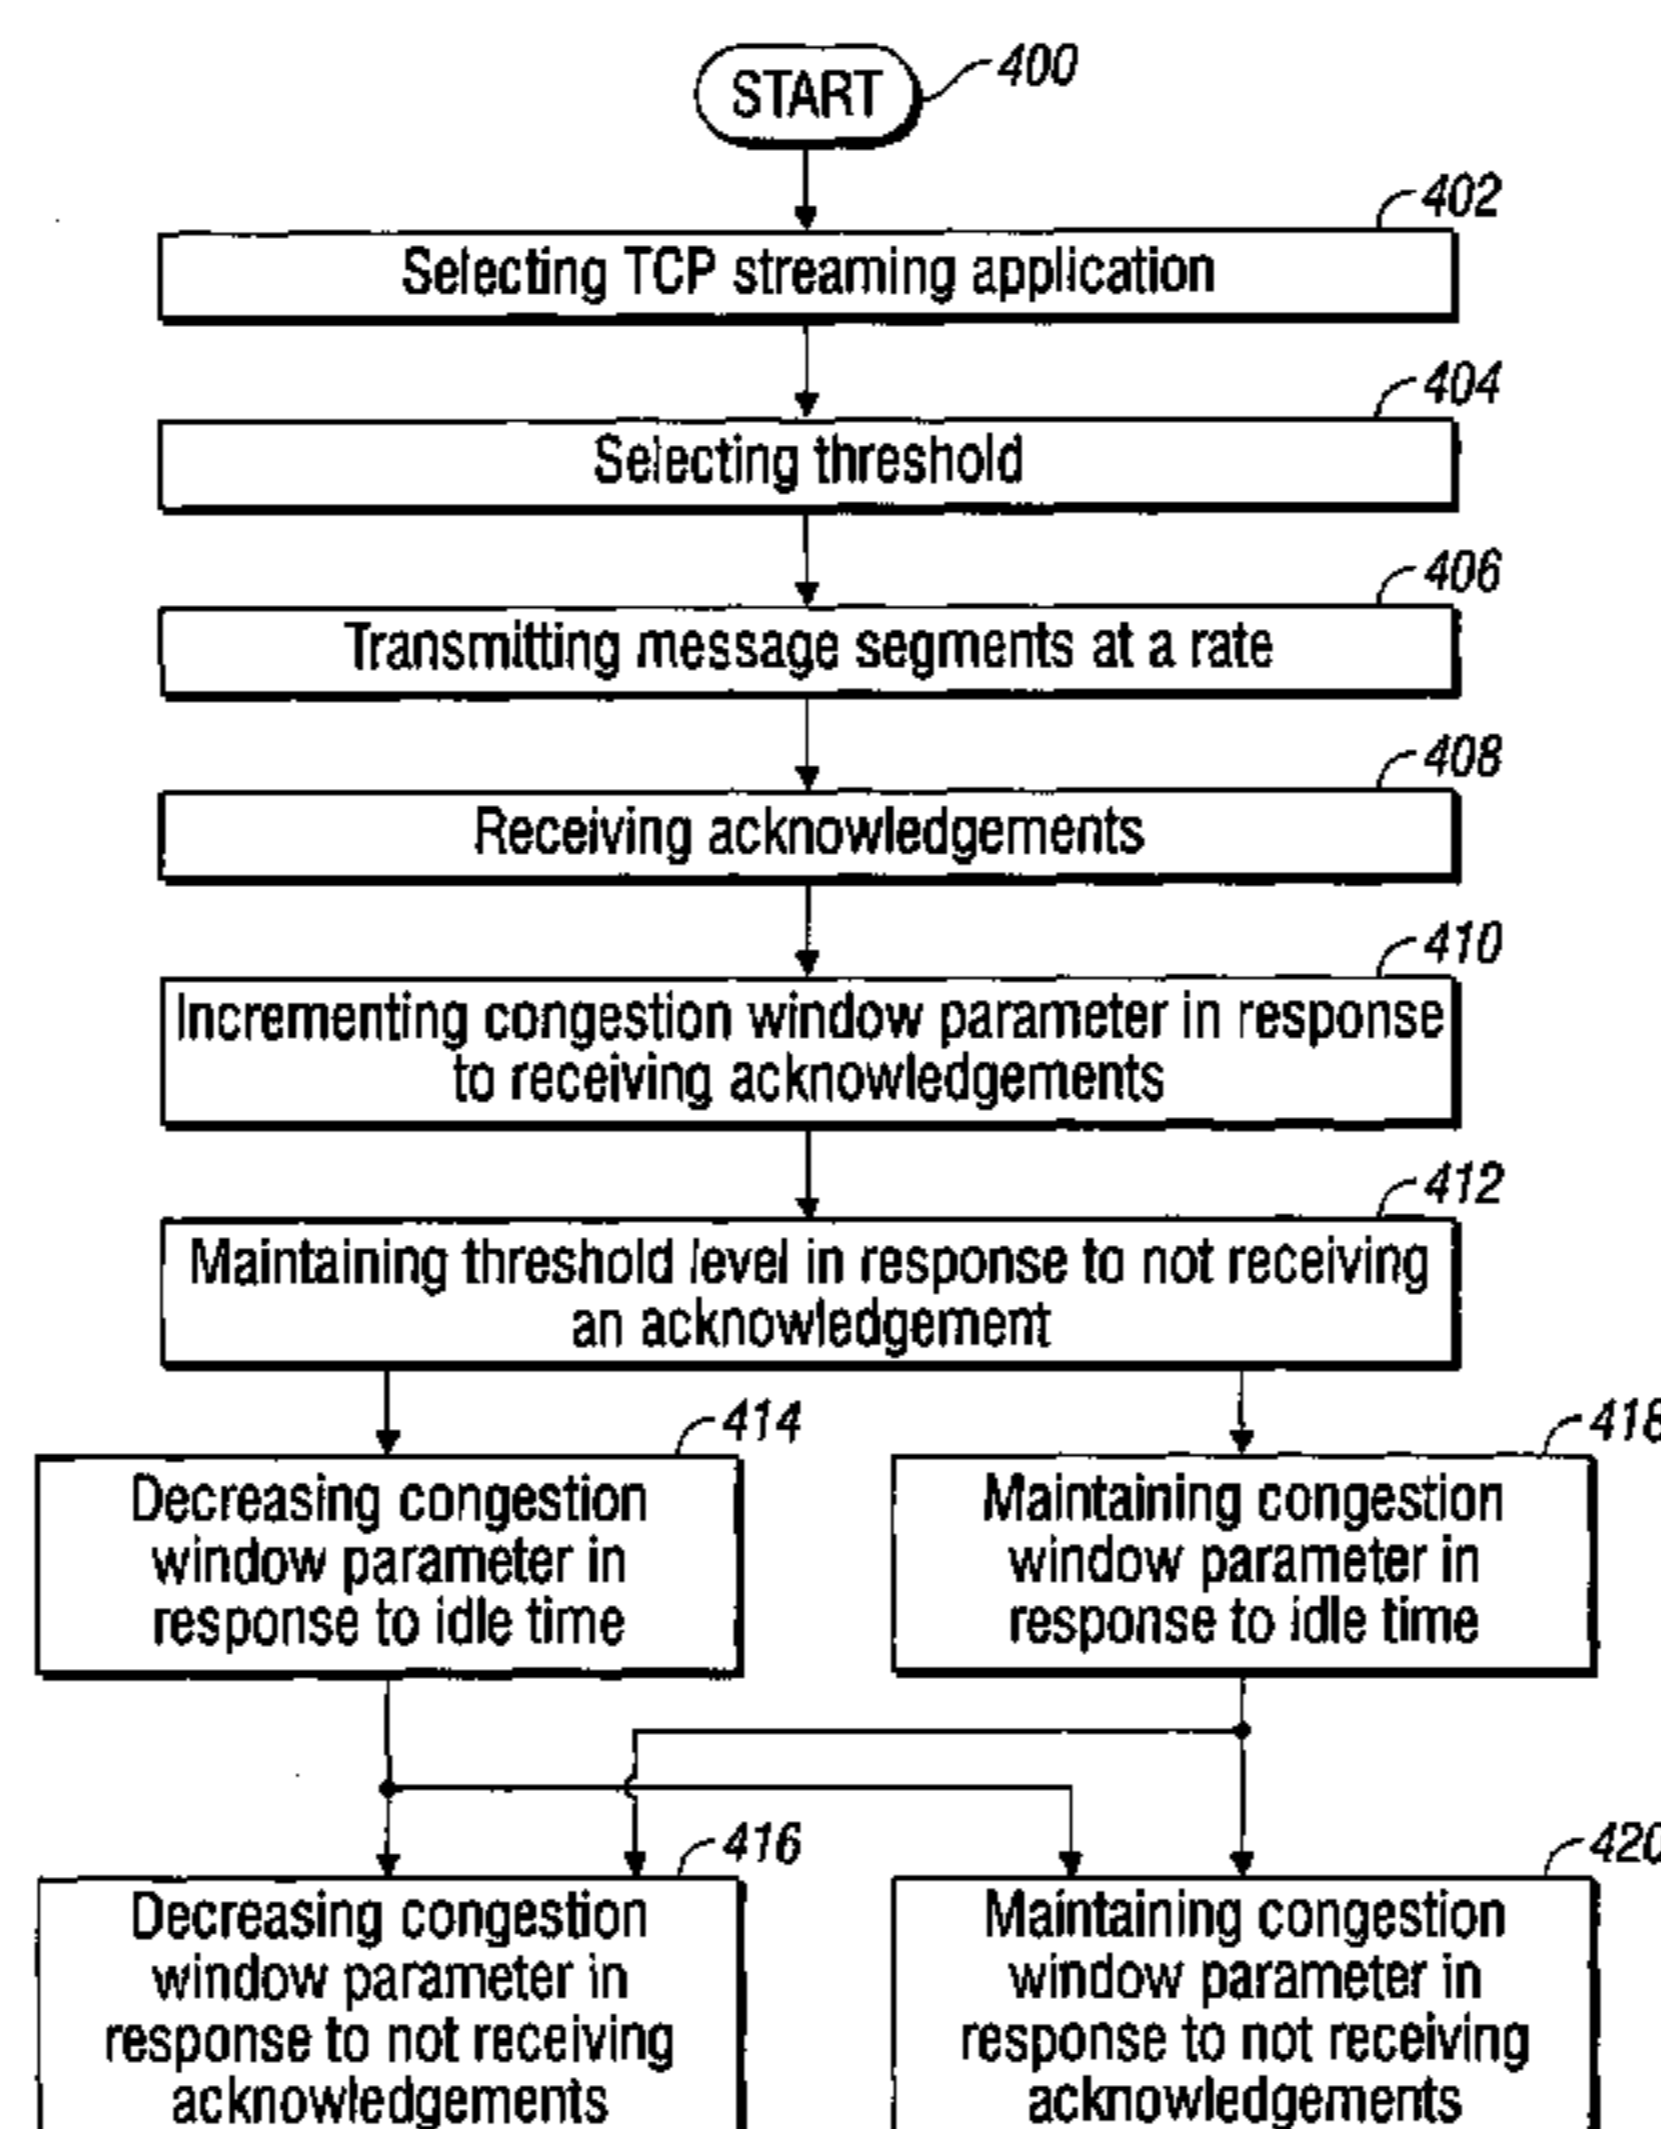 START
400
402
Selecting TCP streaming application
404
Selecting threshold
406
Transmitting message segments at a rate
408
Receiving acknowledgements
410
Incrementing congestion window parameter in response
to receiving acknowledgements
412
Maintaining threshold level in response to not receiving
an acknowledgement
414
Decreasing congestion
window parameter in
response to idle time
418
Maintaining congestion
window parameter in
response to idle time
416
Decreasing congestion
window parameter in
response to not receiving
acknowledgements
420
Maintaining congestion
window parameter in
response to not receiving
acknowledgements